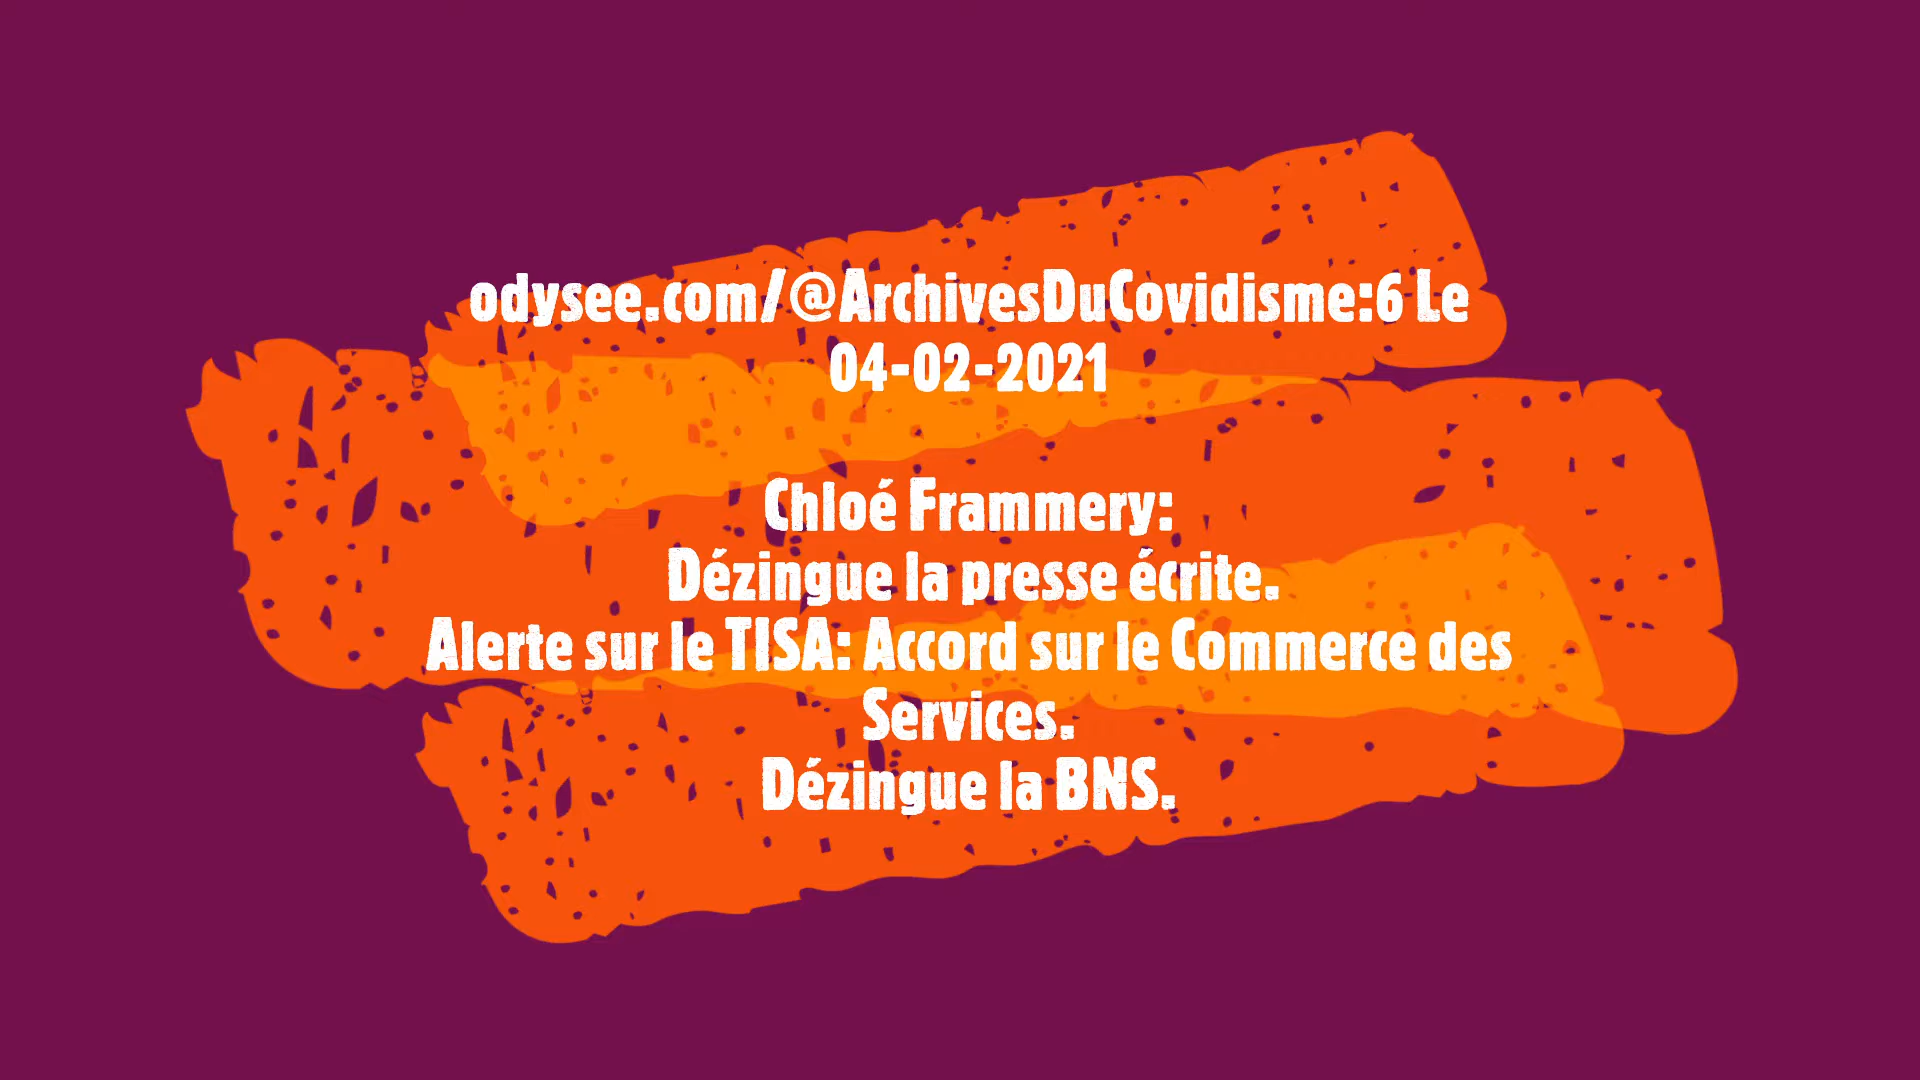 odysee.com/@ArchivesDuCovidisme:6 Le
04-02-2021
Chloé Frammery:
Dézingue la presse écrite.
Alerte sur le TISA: Accord sur le Commerce des
Services.
Dézingue la BNS.